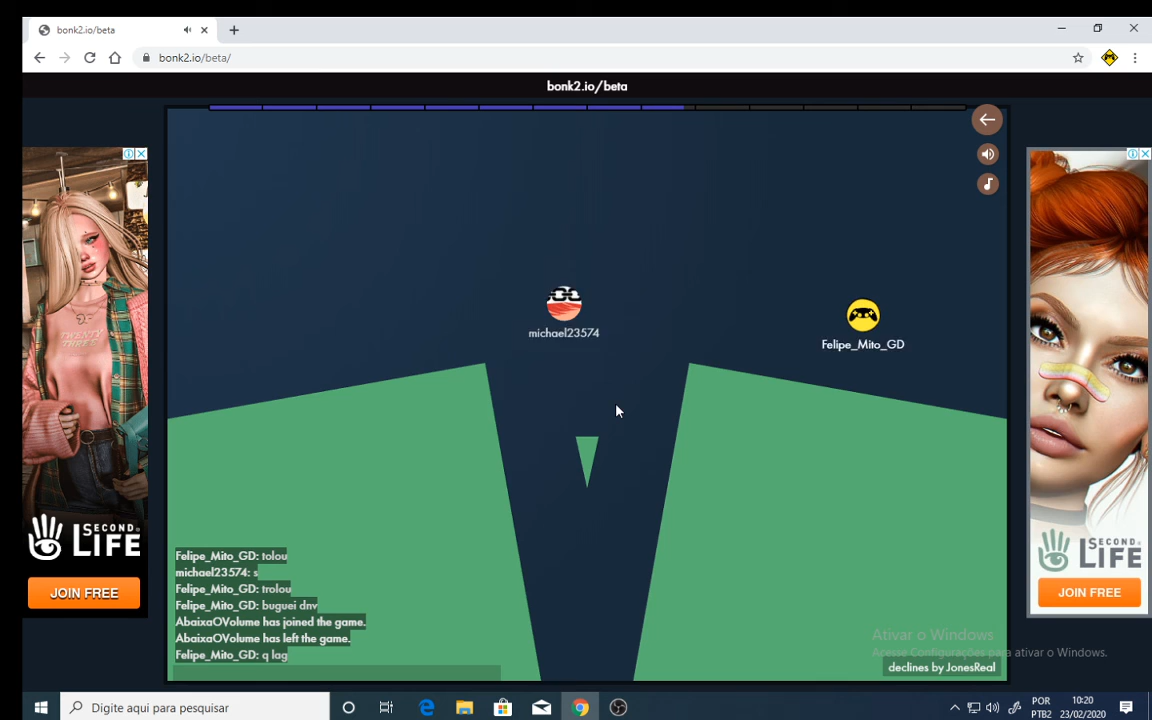 bonk2.io/beta
bonk2.io/beta/
bonk2.io/beta
michael23574
Felipe_Mito_GD
TWENTY
THREE
SECOND
LIFE
JOIN FREE
SECOND
LIFE
JOIN FREE
Felipe_Mito_GD: tolou
michael23574: s
Felipe_Mito_GD: trolou
Felipe_Mito_GD: buguei dnv
AbaixaOVolume has joined the game.
AbaixaOVolume has left the game.
Felipe_Mito_GD: q lag
Ativar o Windows
Acesse Configurações para ativar o Windows.
declines by JonesReal
Digite aqui para pesquisar
POR
PTB2
10:20
23/02/2020